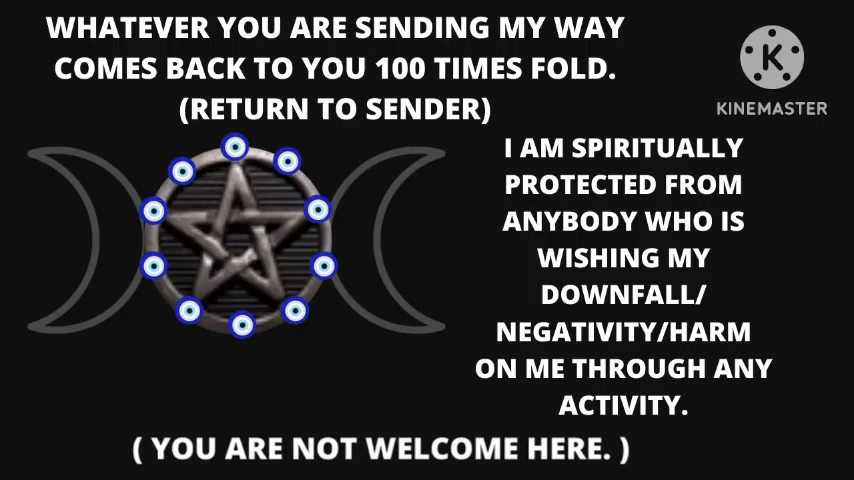 WHATEVER YOU ARE SENDING MY WAY
COMES BACK TO YOU 100 TIMES FOLD.
(RETURN TO SENDER)
K
KINEMASTER
I AM SPIRITUALLY
PROTECTED FROM
ANYBODY WHO IS
WISHING MY
DOWNFALL/
NEGATIVITY/HARM
ON ME THROUGH ANY
ACTIVITY.
( YOU ARE NOT WELCOME HERE. )